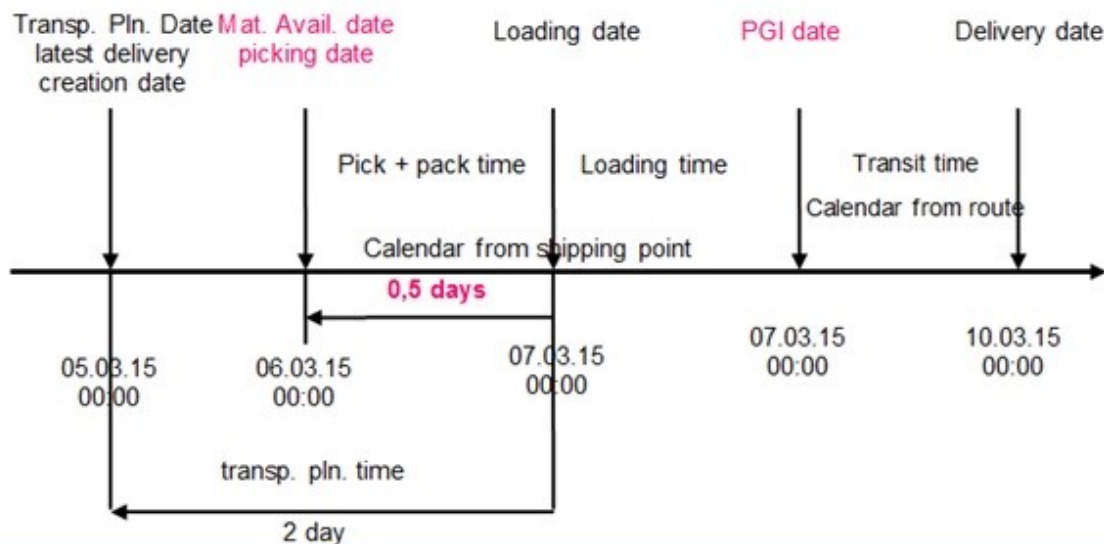 Transp. Pln. Date
latest delivery
creation date
Mat. Avail. date
picking date
Loading date
PGI date
Delivery date
Pick + pack time
Loading time
Transit time
Calendar from route
Calendar from shipping point
0,5 days
05.03.15
00:00
06.03.15
00:00
07.03.15
00:00
07.03.15
00:00
10.03.15
00:00
transp. pln. time
2 day